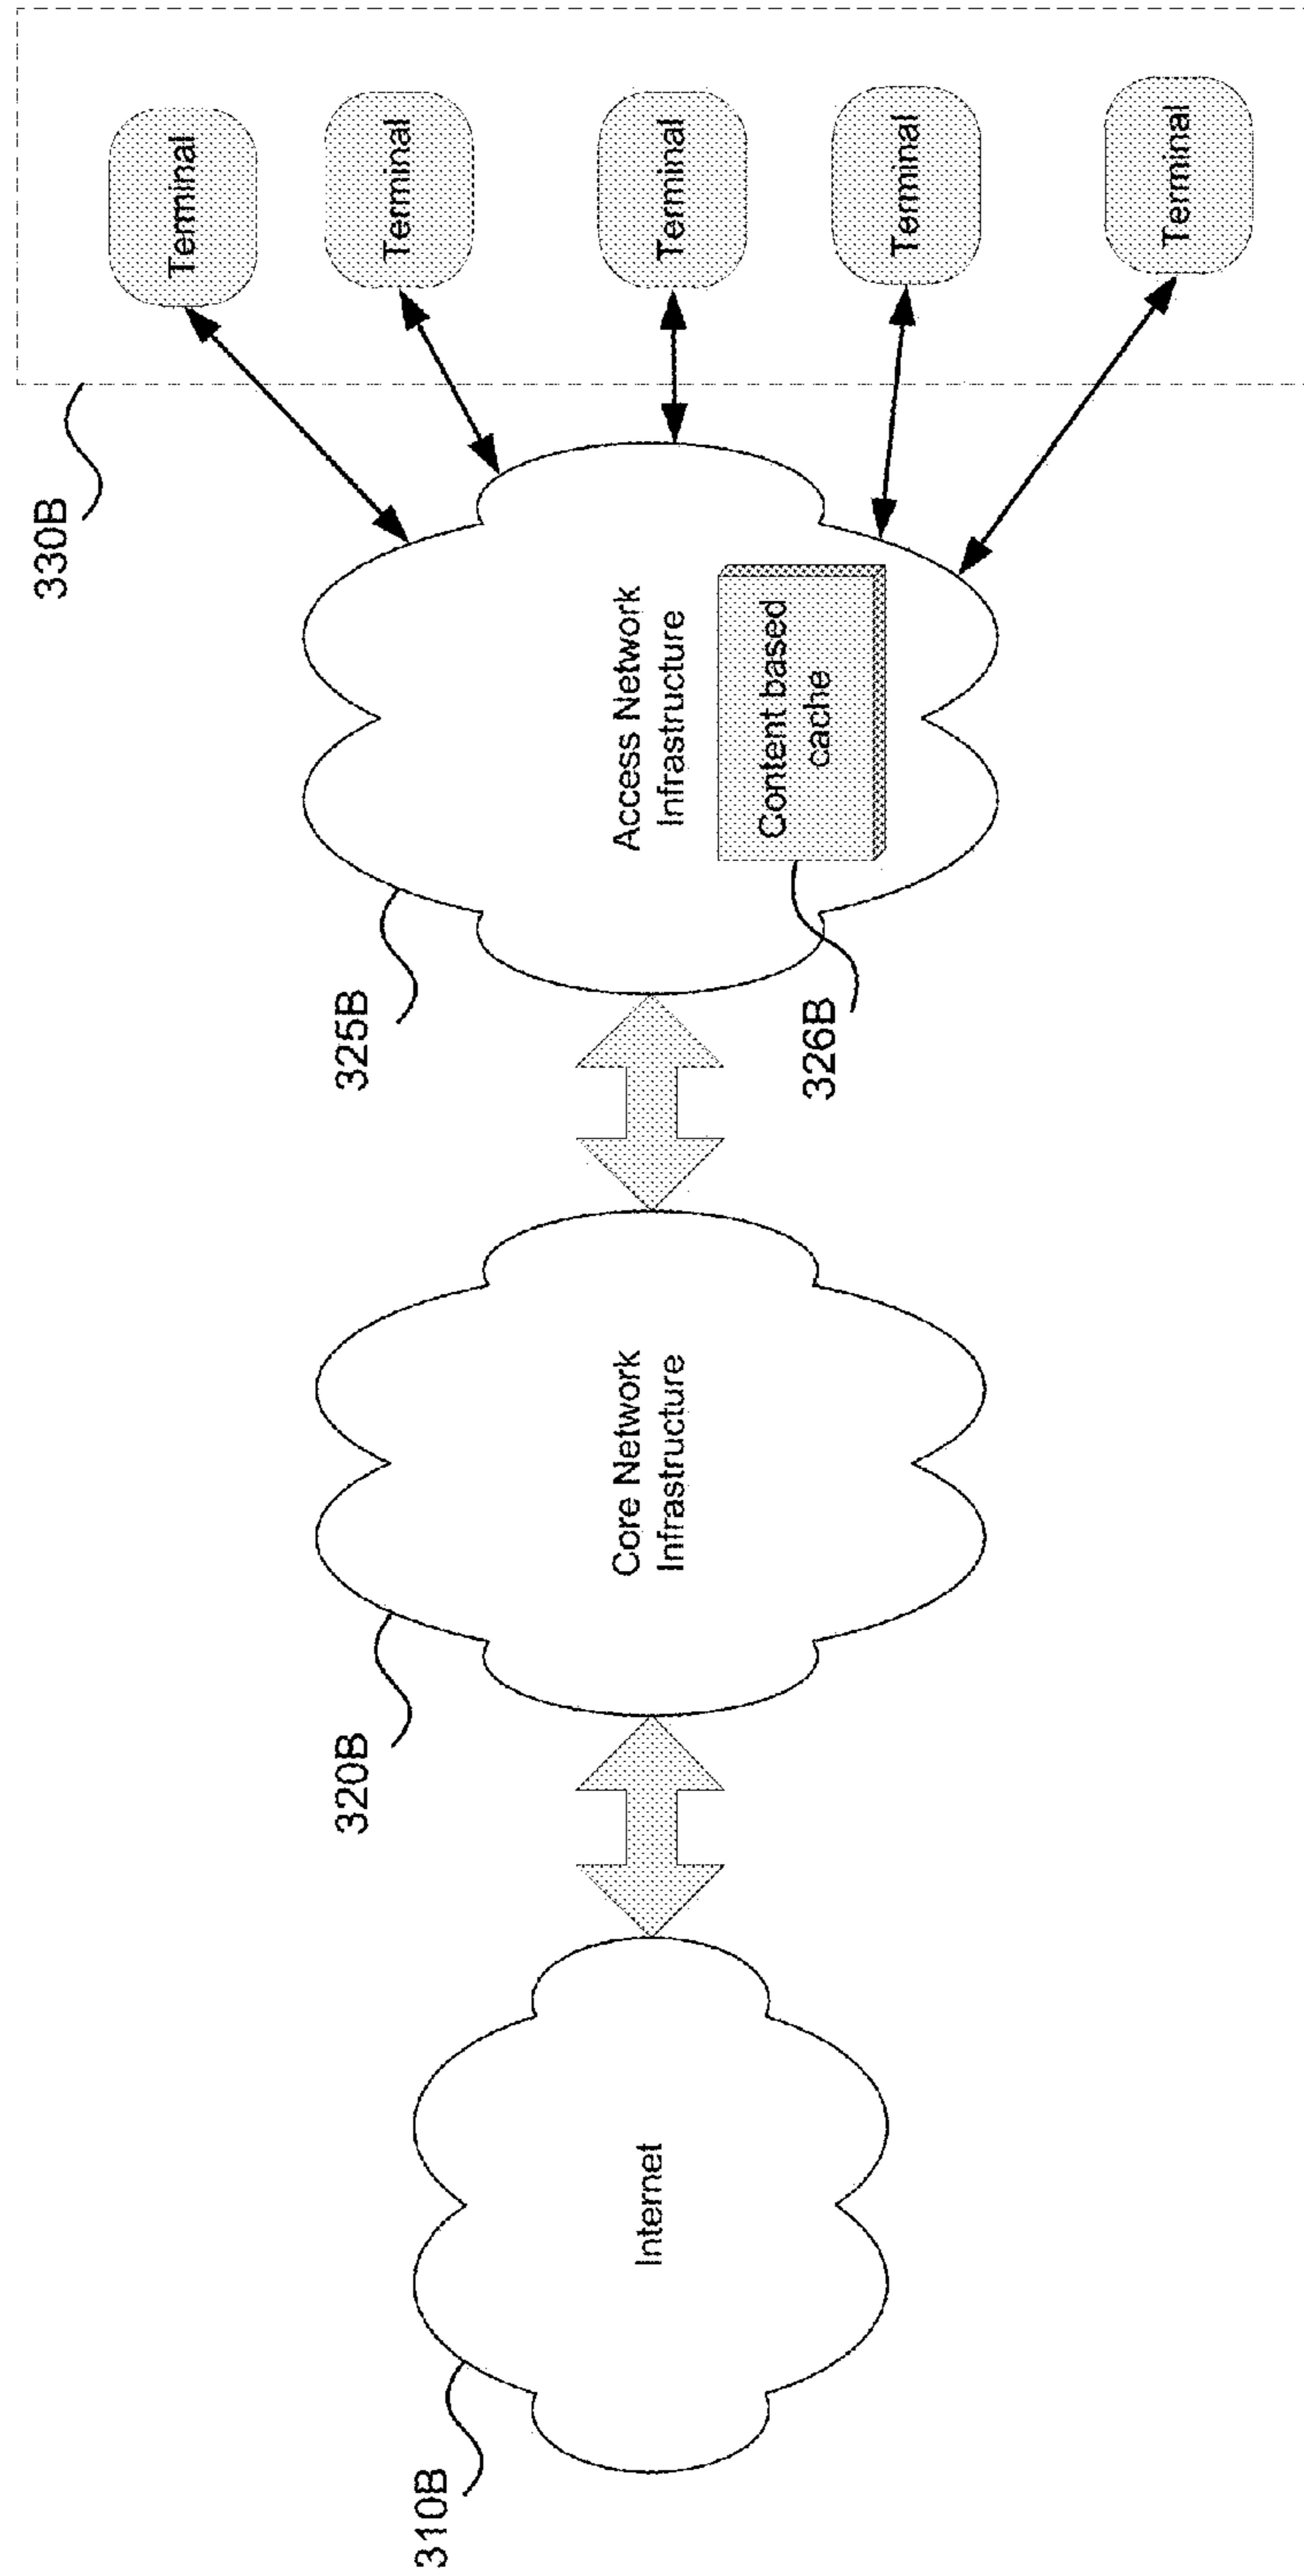 310B
Internet
320B
Core Network
Infrastructure
325B
Access Network
Infrastructure
326B
Content based
cache
330B
Terminal
Terminal
Terminal
Terminal
Terminal